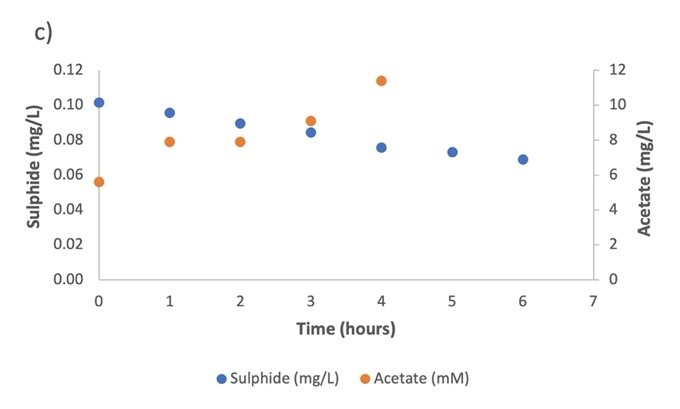 c)
0.12
0.10
0.08
0.06
0.04
0.02
0.00
Sulphide (mg/L)
12
10
8
6
4
2
0
Acetate (mg/L)
0 1 2 3 4 5 6 7
Time (hours)
Sulphide (mg/L) Acetate (mM)